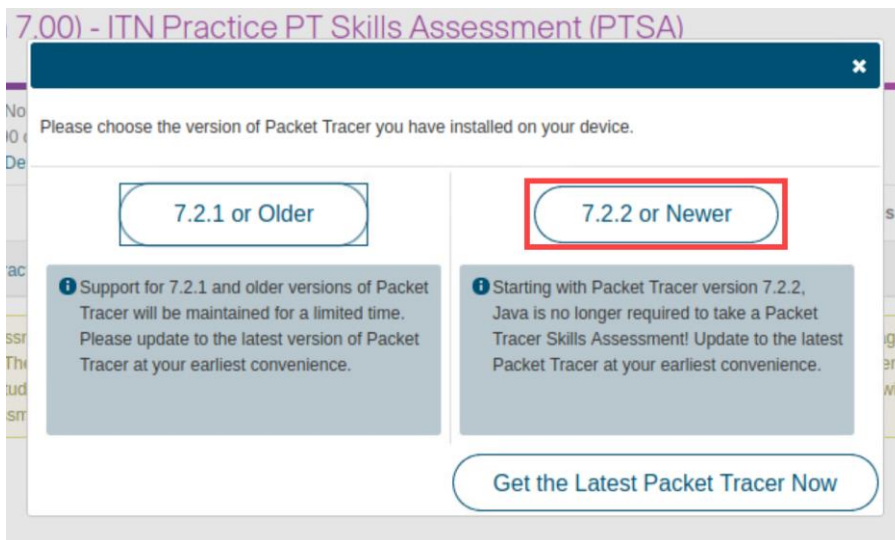 7.00) - ITN Practice PT Skills Assessment (PTSA)
Please choose the version of Packet Tracer you have installed on your device.
7.2.1 or Older
Support for 7.2.1 and older versions of Packet
Tracer will be maintained for a limited time.
Please update to the latest version of Packet
Tracer at your earliest convenience.
7.2.2 or Newer
Starting with Packet Tracer version 7.2.2,
Java is no longer required to take a Packet
Tracer Skills Assessment! Update to the latest
Packet Tracer at your earliest convenience.
Get the Latest Packet Tracer Now